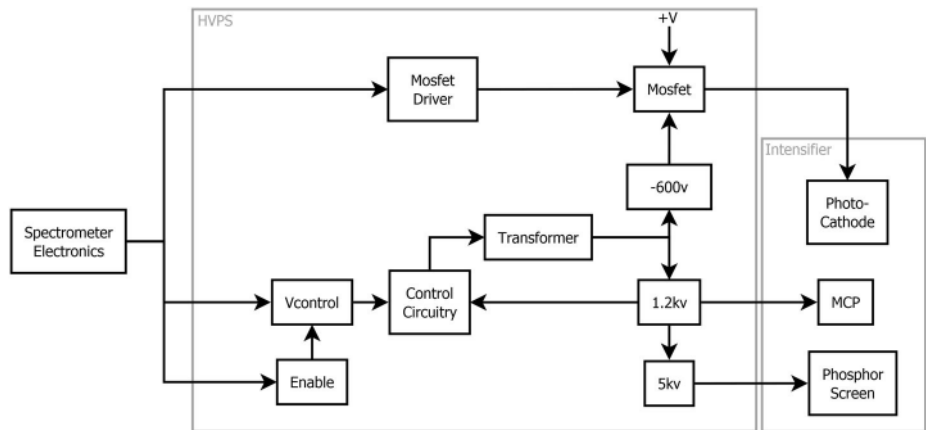 HVPS
+V
Mosfet
Driver
Mosfet
Intensifier
-600v
Photo-
Cathode
Spectrometer
Electronics
Transformer
Vcontrol
Control
Circuitry
1.2kv
MCP
Enable
5kv
Phosphor
Screen